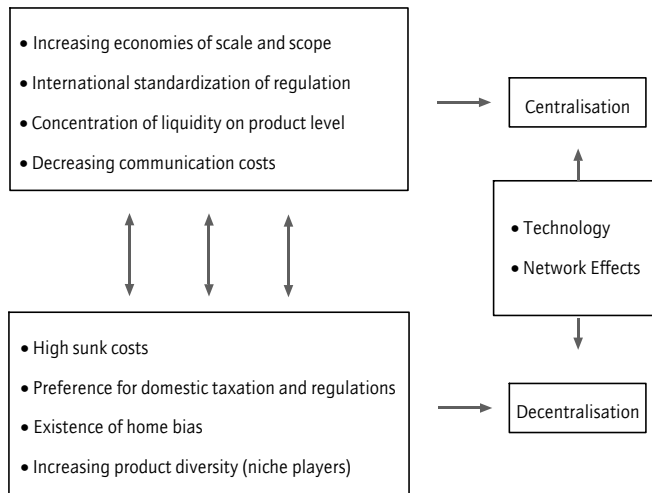 • Increasing economies of scale and scope
• International standardization of regulation
• Concentration of liquidity on product level
• Decreasing communication costs
Centralisation
• Technology
• Network Effects
• High sunk costs
• Preference for domestic taxation and regulations
• Existence of home bias
• Increasing product diversity (niche players)
Decentralisation